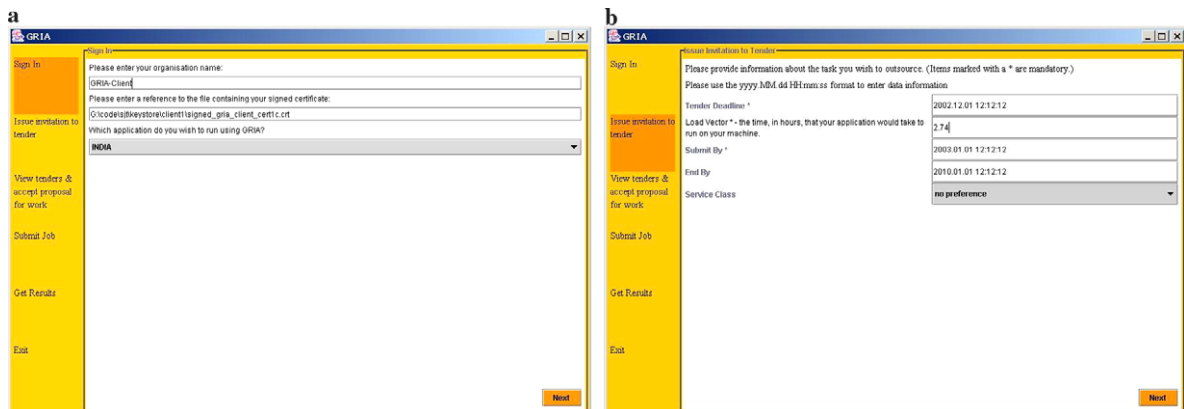 a
GRIA
Sign In
Issue invitation to
tender
View tenders &
accept proposal
for work
Submit Job
Get Results
Exit
Sign In
Please enter your organisation name:
GRIA-Client
Please enter a reference to the file containing your signed certificate:
G:\code\sjt\keystore\client1\signed_gria_client_cert1c.crt
Which application do you wish to run using GRIA?
INDIA
Next
b
GRIA
Sign In
Issue invitation to
tender
View tenders &
accept proposal
for work
Submit Job
Get Results
Exit
Issue Invitation to Tender
Please provide information about the task you wish to outsource. (Items marked with a * are mandatory.)
Please use the yyyy.MM.dd HH:mm:ss format to enter data information
Tender Deadline *
2002.12.01 12:12:12
Load Vector * - the time, in hours, that your application would take to
run on your machine.
2.74
Submit By *
2003.01.01 12:12:12
End By
2010.01.01 12:12:12
Service Class
no preference
Next